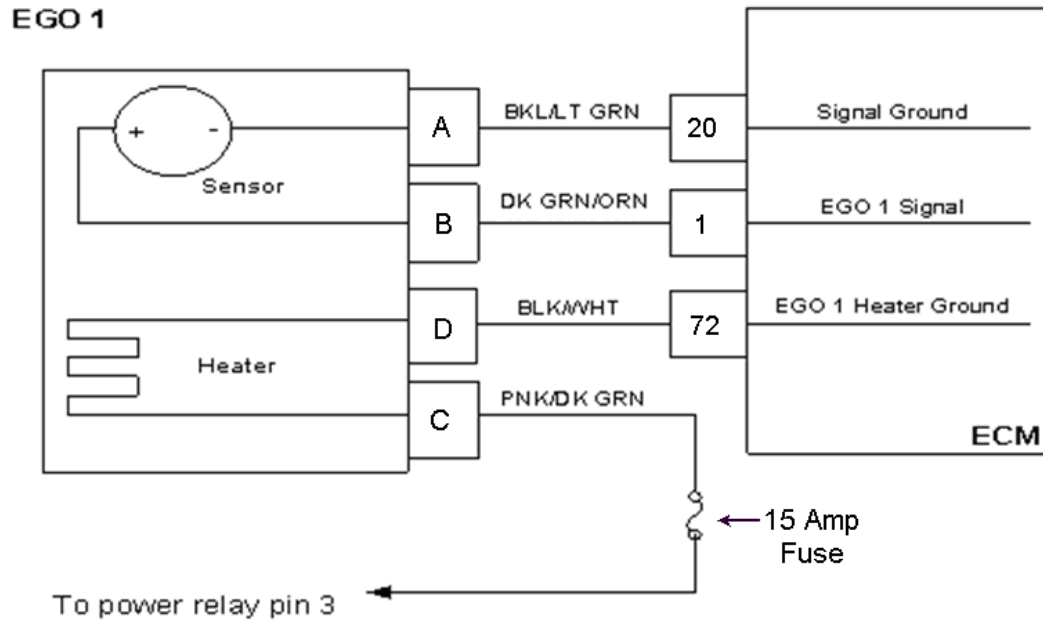 EGO 1
A
BKL/LT GRN
20
Signal Ground
+ -
Sensor
B
DK GRN/ORN
1
EGO 1 Signal
D
BLK/WHT
72
EGO 1 Heater Ground
Heater
C
PNK/DK GRN
ECM
15 Amp
Fuse
To power relay pin 3